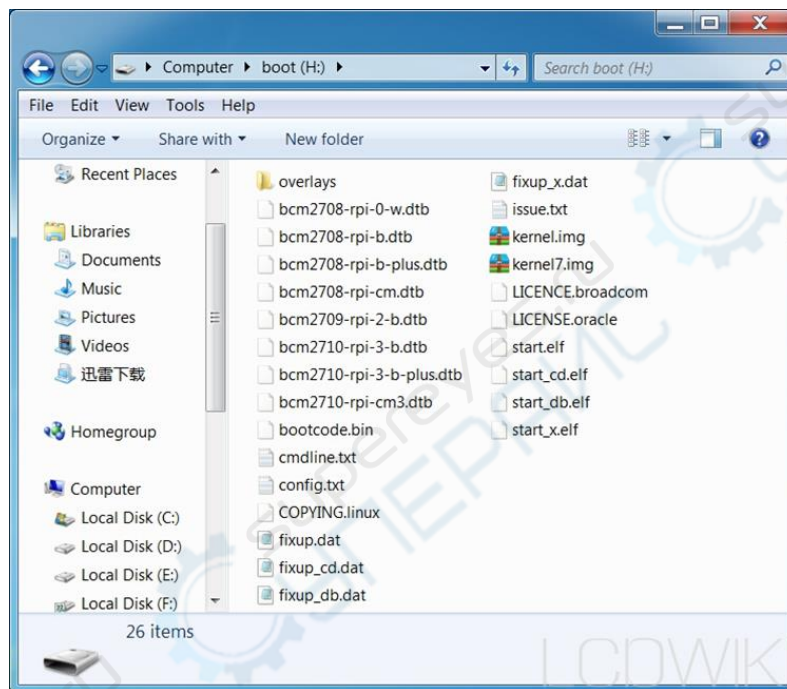 Computer ▸ boot (H:) ▸
Search boot (H:)
File Edit View Tools Help
Organize Share with New folder
Recent Places
Libraries
Documents
Music
Pictures
Videos
迅雷下载
Homegroup
Computer
Local Disk (C:)
Local Disk (D:)
Local Disk (E:)
Local Disk (F:)
overlays
bcm2708-rpi-0-w.dtb
bcm2708-rpi-b.dtb
bcm2708-rpi-b-plus.dtb
bcm2708-rpi-cm.dtb
bcm2709-rpi-2-b.dtb
bcm2710-rpi-3-b.dtb
bcm2710-rpi-3-b-plus.dtb
bcm2710-rpi-cm3.dtb
bootcode.bin
cmdline.txt
config.txt
COPYING.linux
fixup.dat
fixup_cd.dat
fixup_db.dat
fixup_x.dat
issue.txt
kernel.img
kernel7.img
LICENCE.broadcom
LICENSE.oracle
start.elf
start_cd.elf
start_db.elf
start_x.elf
26 items
supereyes.ru
СУПЕРАЙС
LCDWIK